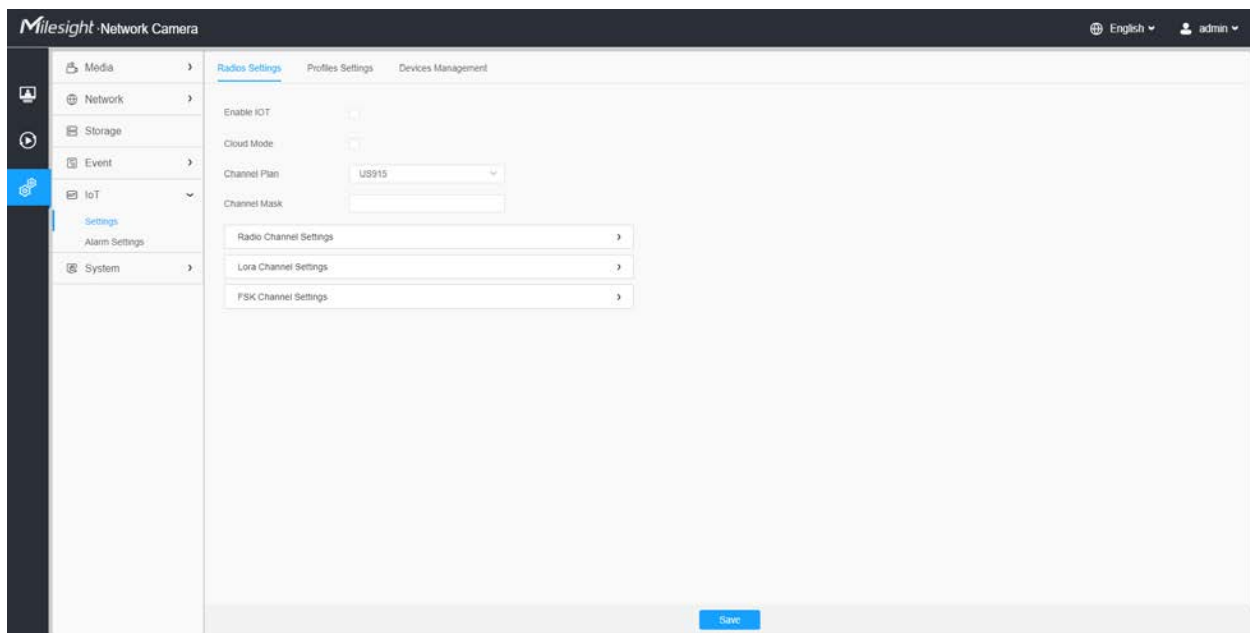 Milesight · Network Camera
English
admin
Media
Network
Storage
Event
IoT
Settings
Alarm Settings
System
Radios Settings
Profiles Settings
Devices Management
Enable IOT
Cloud Mode
Channel Plan
US915
Channel Mask
Radio Channel Settings
Lora Channel Settings
FSK Channel Settings
Save